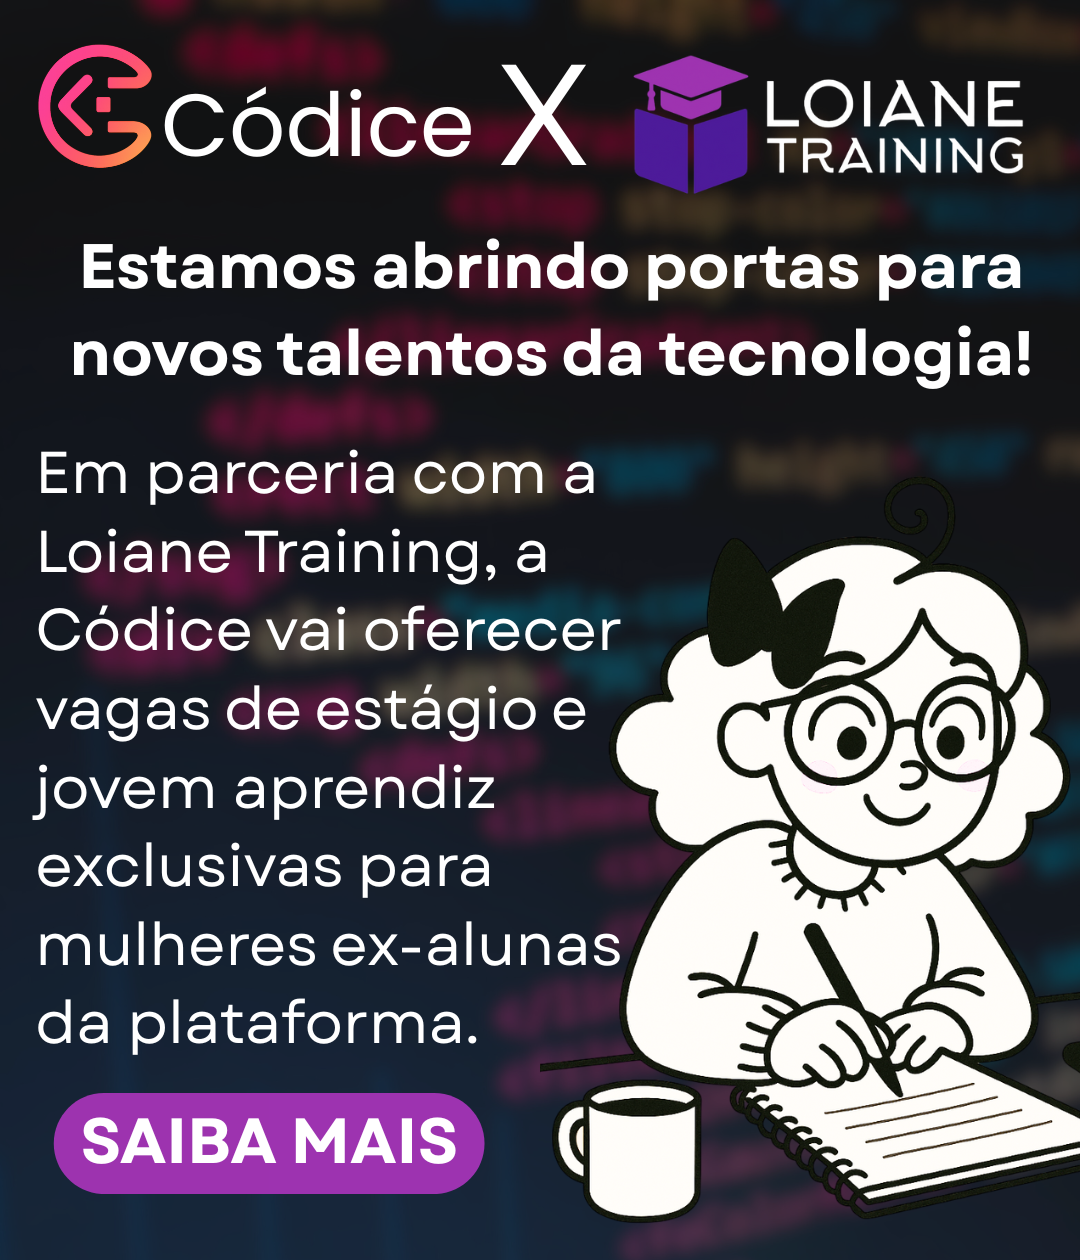 Códice X LOIANE TRAINING
Estamos abrindo portas para
novos talentos da tecnologia!
Em parceria com a
Loiane Training, a
Códice vai oferecer
vagas de estágio e
jovem aprendiz
exclusivas para
mulheres ex-alunas
da plataforma.
SAIBA MAIS